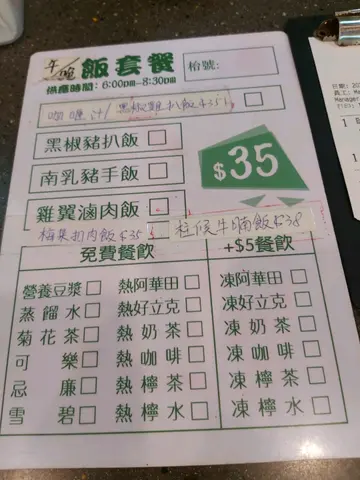 午/晚 飯套餐 枱號:
供應時間: 6:00pm-8:30pm
咖喱汁/黑椒雞扒飯$35 □
黑椒豬扒飯 □
南乳豬手飯 □
$35
雞翼滷肉飯 □
梅菜扣肉飯$35 柱侯牛腩飯$38
免費餐飲 +$5餐飲
營養豆漿 □ 熱阿華田 □ 凍阿華田 □
蒸餾水 □ 熱好立克 □ 凍好立克 □
菊花茶 □ 熱奶茶 □ 凍奶茶 □
可樂 □ 熱咖啡 □ 凍咖啡 □
忌廉 □ 熱檸茶 □ 凍檸茶 □
雪碧 □ 熱檸水 □ 凍檸水 □
Manager